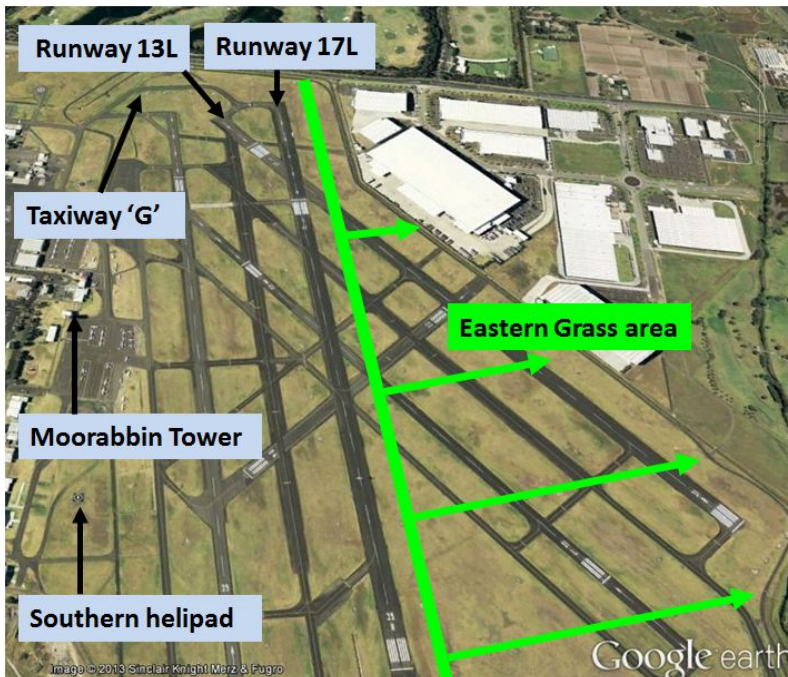 Runway 13L
Runway 17L
Taxiway ‘G’
Eastern Grass area
Moorabbin Tower
Southern helipad
Image © 2013 Sinclair Knight Merz & Fugro
Google earth